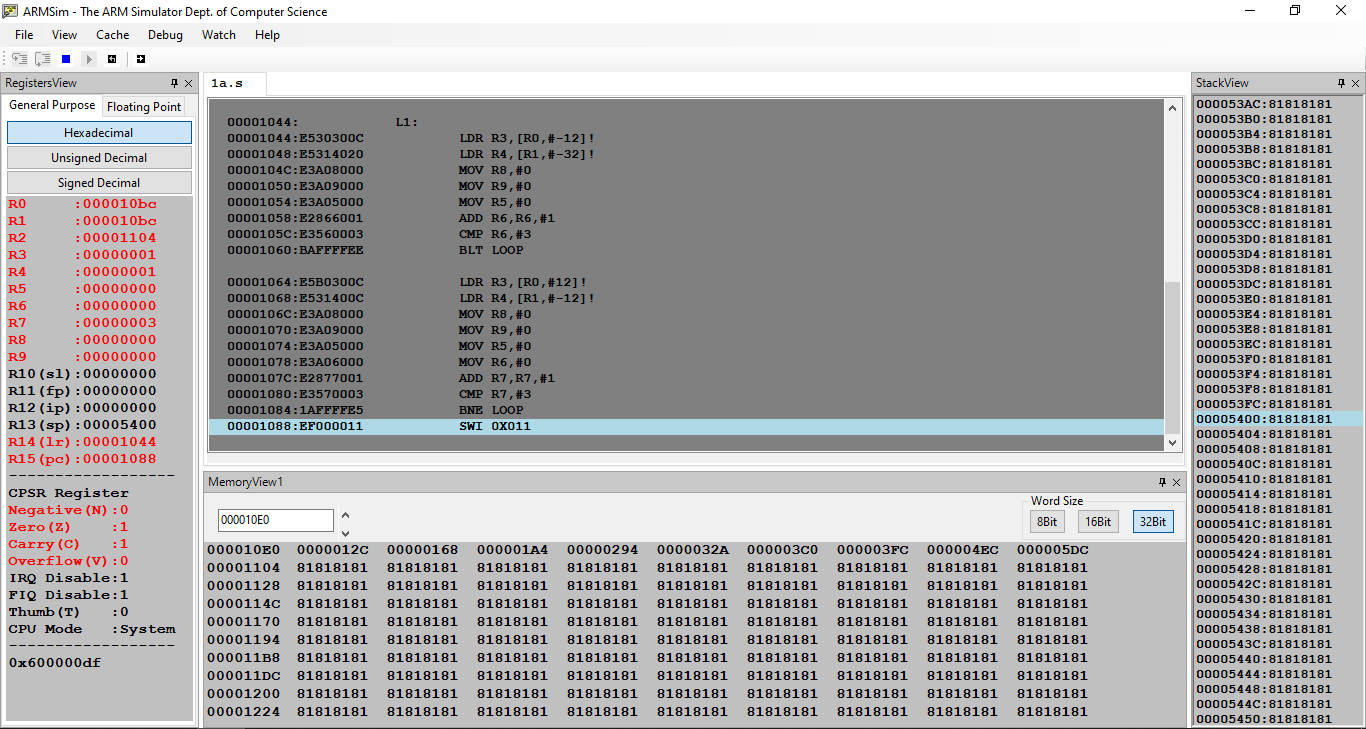 ARMSim - The ARM Simulator Dept. of Computer Science
File View Cache Debug Watch Help
RegistersView
General Purpose Floating Point
Hexadecimal
Unsigned Decimal
Signed Decimal
R0 :000010bc
R1 :000010bc
R2 :00001104
R3 :00000001
R4 :00000001
R5 :00000000
R6 :00000000
R7 :00000003
R8 :00000000
R9 :00000000
R10(sl):00000000
R11(fp):00000000
R12(ip):00000000
R13(sp):00005400
R14(lr):00001044
R15(pc):00001088
------------------
CPSR Register
Negative(N):0
Zero(Z) :1
Carry(C) :1
Overflow(V):0
IRQ Disable:1
FIQ Disable:1
Thumb(T) :0
CPU Mode :System
------------------
0x600000df
1a.s
00001044: L1:
00001044:E530300C LDR R3,[R0,#-12]!
00001048:E5314020 LDR R4,[R1,#-32]!
0000104C:E3A08000 MOV R8,#0
00001050:E3A09000 MOV R9,#0
00001054:E3A05000 MOV R5,#0
00001058:E2866001 ADD R6,R6,#1
0000105C:E3560003 CMP R6,#3
00001060:BAFFFFEE BLT LOOP
00001064:E5B0300C LDR R3,[R0,#12]!
00001068:E531400C LDR R4,[R1,#-12]!
0000106C:E3A08000 MOV R8,#0
00001070:E3A09000 MOV R9,#0
00001074:E3A05000 MOV R5,#0
00001078:E3A06000 MOV R6,#0
0000107C:E2877001 ADD R7,R7,#1
00001080:E3570003 CMP R7,#3
00001084:1AFFFFE5 BNE LOOP
00001088:EF000011 SWI 0X011
MemoryView1
000010E0
Word Size
8Bit 16Bit 32Bit
000010E0 0000012C 00000168 000001A4 00000294 0000032A 000003C0 000003FC 000004EC 000005DC
00001104 81818181 81818181 81818181 81818181 81818181 81818181 81818181 81818181 81818181
00001128 81818181 81818181 81818181 81818181 81818181 81818181 81818181 81818181 81818181
0000114C 81818181 81818181 81818181 81818181 81818181 81818181 81818181 81818181 81818181
00001170 81818181 81818181 81818181 81818181 81818181 81818181 81818181 81818181 81818181
00001194 81818181 81818181 81818181 81818181 81818181 81818181 81818181 81818181 81818181
000011B8 81818181 81818181 81818181 81818181 81818181 81818181 81818181 81818181 81818181
000011DC 81818181 81818181 81818181 81818181 81818181 81818181 81818181 81818181 81818181
00001200 81818181 81818181 81818181 81818181 81818181 81818181 81818181 81818181 81818181
00001224 81818181 81818181 81818181 81818181 81818181 81818181 81818181 81818181 81818181
StackView
000053AC:81818181
000053B0:81818181
000053B4:81818181
000053B8:81818181
000053BC:81818181
000053C0:81818181
000053C4:81818181
000053C8:81818181
000053CC:81818181
000053D0:81818181
000053D4:81818181
000053D8:81818181
000053DC:81818181
000053E0:81818181
000053E4:81818181
000053E8:81818181
000053EC:81818181
000053F0:81818181
000053F4:81818181
000053F8:81818181
000053FC:81818181
00005400:81818181
00005404:81818181
00005408:81818181
0000540C:81818181
00005410:81818181
00005414:81818181
00005418:81818181
0000541C:81818181
00005420:81818181
00005424:81818181
00005428:81818181
0000542C:81818181
00005430:81818181
00005434:81818181
00005438:81818181
0000543C:81818181
00005440:81818181
00005444:81818181
00005448:81818181
0000544C:81818181
00005450:81818181